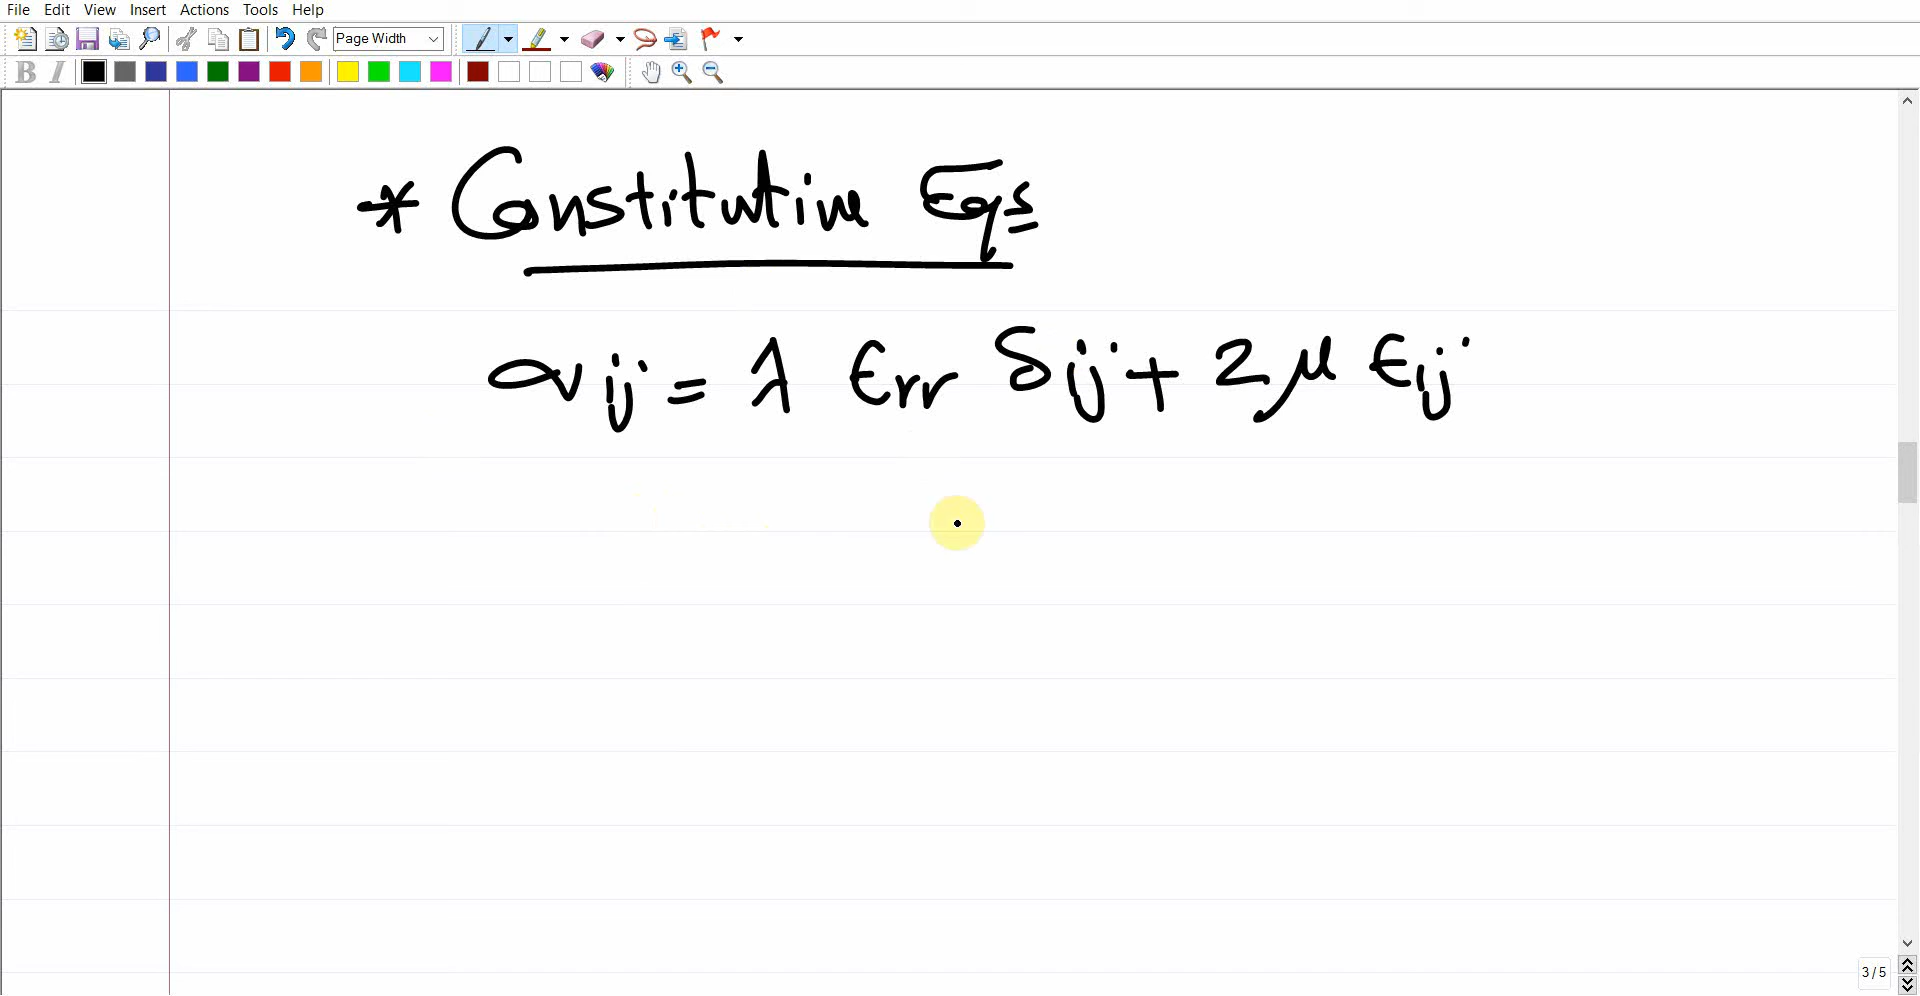 File Edit View Insert Actions Tools Help
Page Width
B I
* Constitutive Eqs
σij = λ ϵrr δij + 2μ ϵij
3 / 5